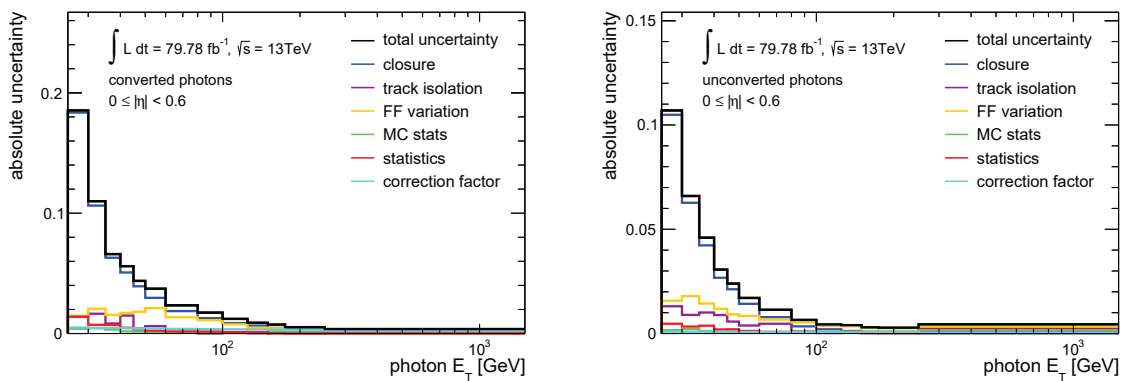 absolute uncertainty
0.2
0.1
0
∫ L dt = 79.78 fb⁻¹, √s = 13TeV
converted photons
0 ≤ |η| < 0.6
total uncertainty
closure
track isolation
FF variation
MC stats
statistics
correction factor
10²
10³
photon E_T [GeV]
absolute uncertainty
0.15
0.1
0.05
0
∫ L dt = 79.78 fb⁻¹, √s = 13TeV
unconverted photons
0 ≤ |η| < 0.6
total uncertainty
closure
track isolation
FF variation
MC stats
statistics
correction factor
10²
10³
photon E_T [GeV]